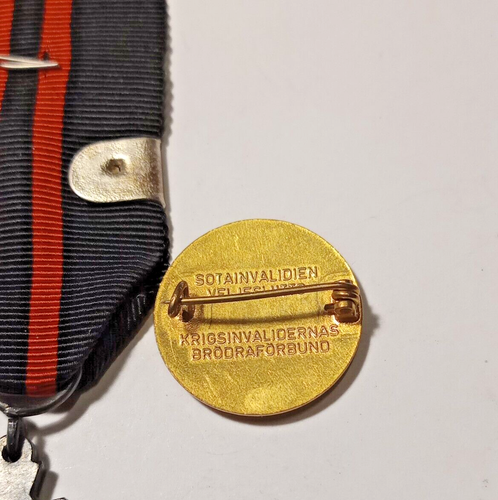 SOTAINVALIDIEN
KRIGSINVALIDERNAS
BRÖDRAFÖRBUND